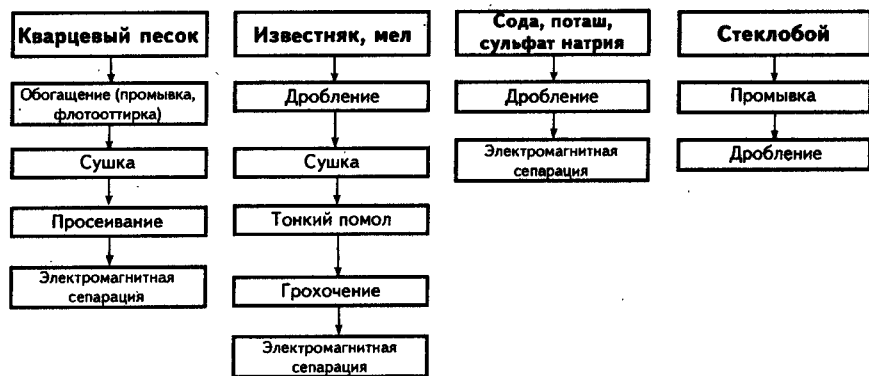 Кварцевый песок
Обогащение (промывка,
флотооттирка)
Сушка
Просеивание
Электромагнитная
сепарация
Известняк, мел
Дробление
Сушка
Тонкий помол
Грохочение
Электромагнитная
сепарация
Сода, поташ,
сульфат натрия
Дробление
Электромагнитная
сепарация
Стеклобой
Промывка
Дробление